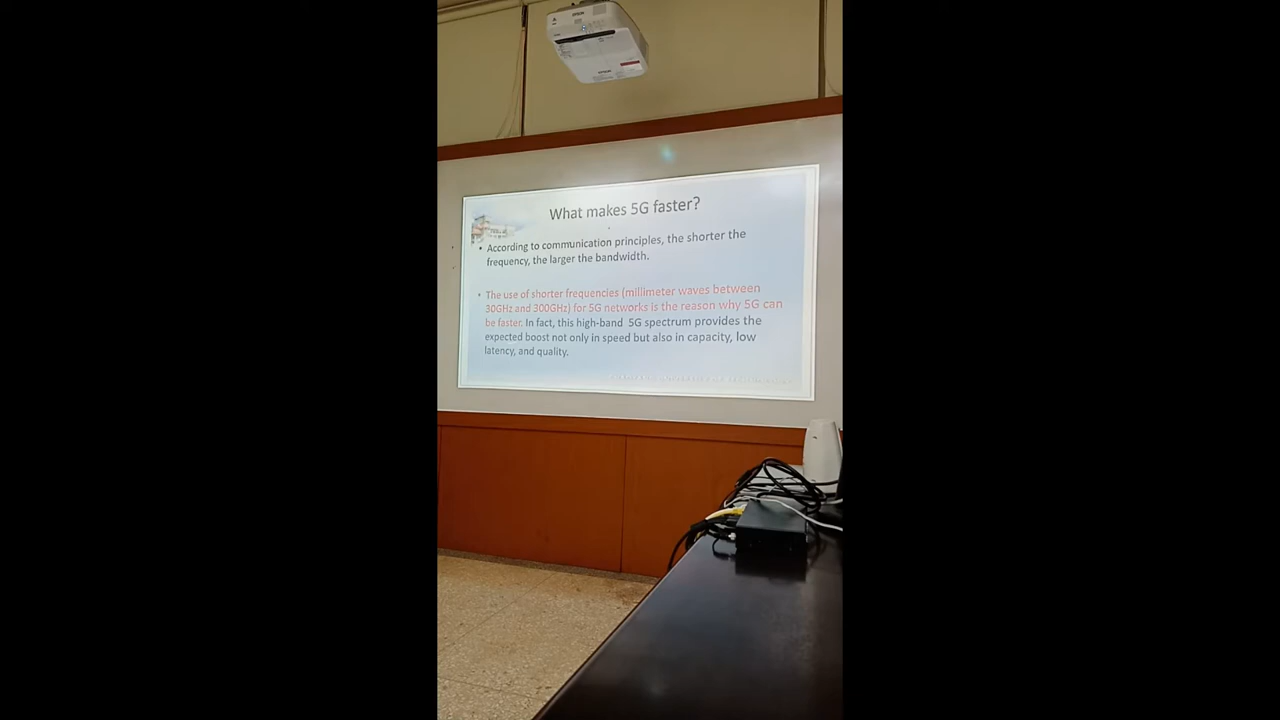 EPSON
EPSON
What makes 5G faster?
• According to communication principles, the shorter the
frequency, the larger the bandwidth.
• The use of shorter frequencies (millimeter waves between
30GHz and 300GHz) for 5G networks is the reason why 5G can
be faster. In fact, this high-band 5G spectrum provides the
expected boost not only in speed but also in capacity, low
latency, and quality.